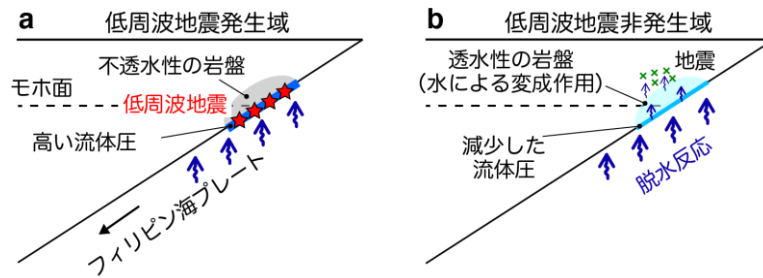 a
低周波地震発生域
不透水性の岩盤
モホ面
低周波地震
高い流体圧
フィリピン海プレート
b
低周波地震非発生域
透水性の岩盤
(水による変成作用)
地震
減少した
流体圧
脱水反応